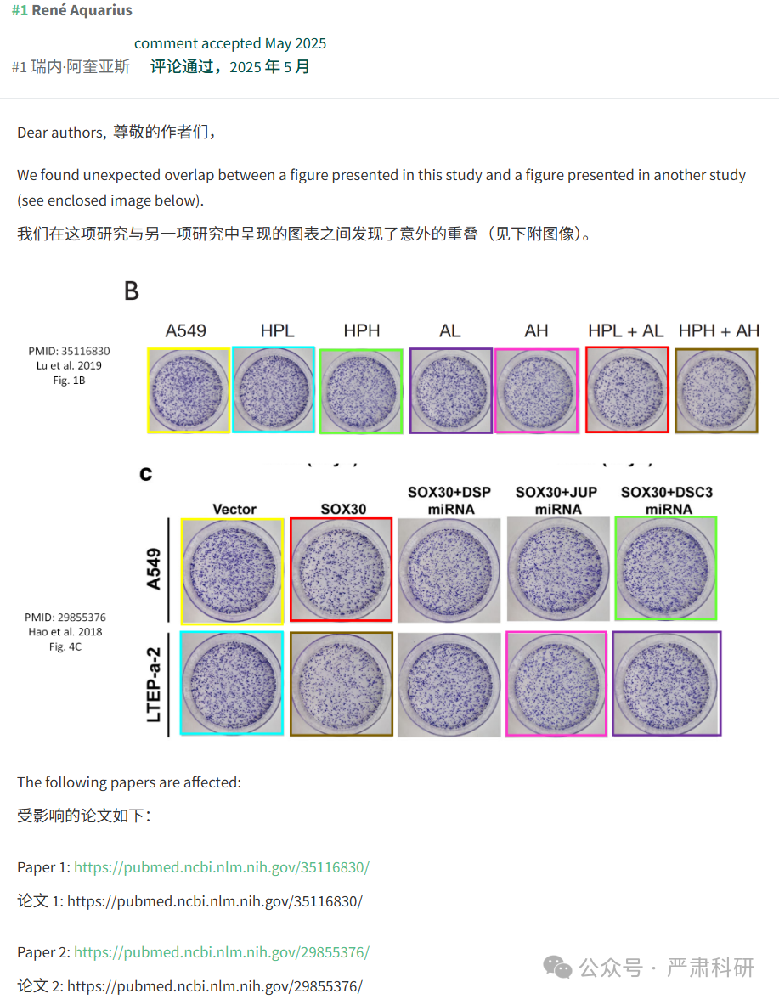 #1 René Aquarius
comment accepted May 2025
#1 瑞内·阿奎亚斯 评论通过，2025 年 5 月
Dear authors, 尊敬的作者们，
We found unexpected overlap between a figure presented in this study and a figure presented in another study
(see enclosed image below).
我们在这项研究与另一项研究中呈现的图表之间发现了意外的重叠（见下附图像）。
B
A549 HPL HPH AL AH HPL + AL HPH + AH
PMID: 35116830
Lu et al. 2019
Fig. 1B
C
Vector SOX30 SOX30+DSP miRNA SOX30+JUP miRNA SOX30+DSC3 miRNA
A549
PMID: 29855376
Hao et al. 2018
Fig. 4C
LTEP-a-2
The following papers are affected:
受影响的论文如下：
Paper 1: https://pubmed.ncbi.nlm.nih.gov/35116830/
论文 1: https://pubmed.ncbi.nlm.nih.gov/35116830/
Paper 2: https://pubmed.ncbi.nlm.nih.gov/29855376/
论文 2: https://pubmed.ncbi.nlm.nih.gov/29855376/
公众号 · 严肃科研